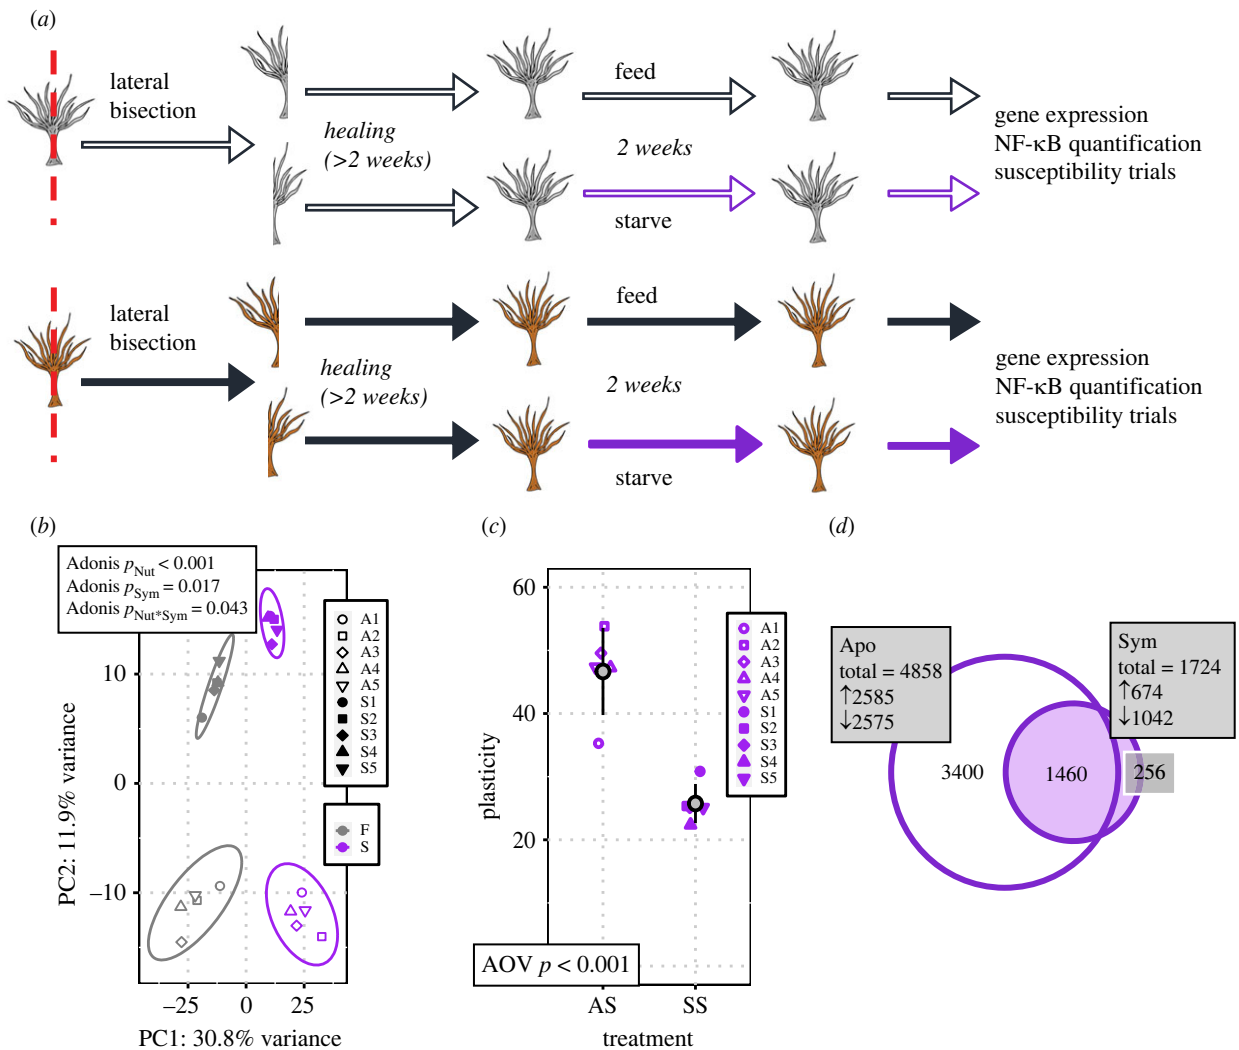 (a)
lateral
bisection
healing
(>2 weeks)
feed
2 weeks
starve
gene expression
NF-κB quantification
susceptibility trials
lateral
bisection
healing
(>2 weeks)
feed
2 weeks
starve
gene expression
NF-κB quantification
susceptibility trials
(b)
Adonis pNut < 0.001
Adonis pSym = 0.017
Adonis pNut*Sym = 0.043
PC2: 11.9% variance
10
0
−10
−25
0
25
PC1: 30.8% variance
A1
A2
A3
A4
A5
S1
S2
S3
S4
S5
F
S
(c)
plasticity
60
40
20
AOV p < 0.001
AS
SS
treatment
A1
A2
A3
A4
A5
S1
S2
S3
S4
S5
(d)
Apo
total = 4858
↑2585
↓2575
Sym
total = 1724
↑674
↓1042
3400
1460
256